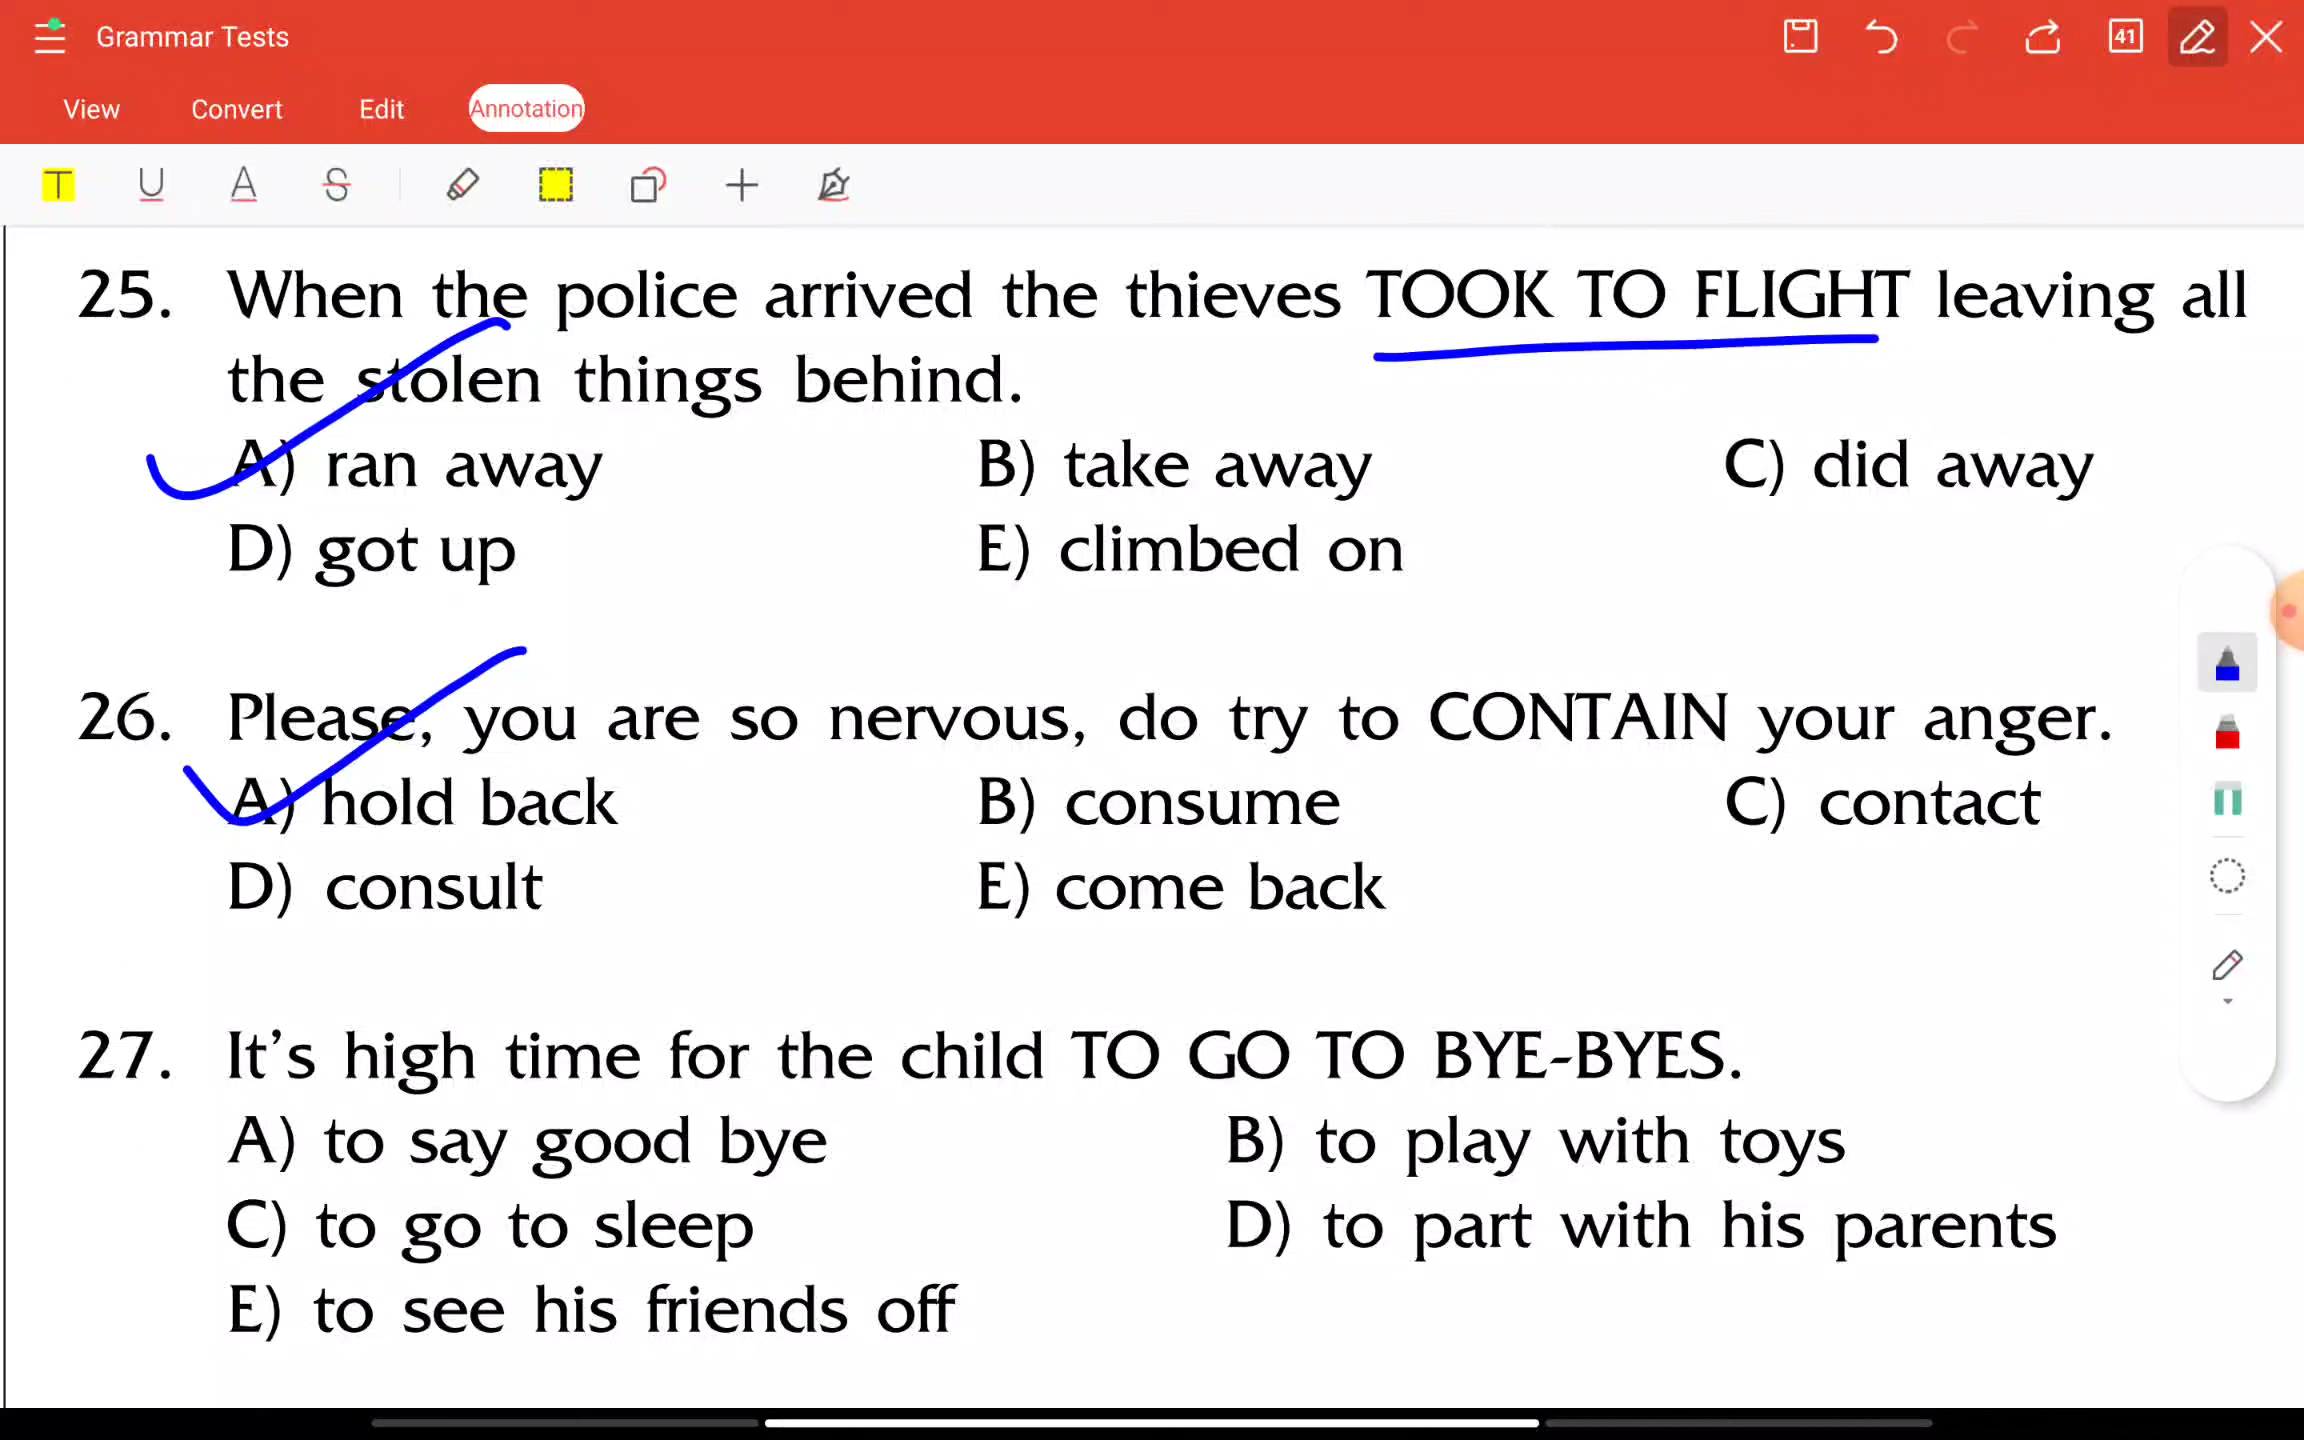 Grammar Tests
41
View Convert Edit Annotation
T U A S
25. When the police arrived the thieves TOOK TO FLIGHT leaving all
the stolen things behind.
A) ran away B) take away C) did away
D) got up E) climbed on
26. Please, you are so nervous, do try to CONTAIN your anger.
A) hold back B) consume C) contact
D) consult E) come back
27. It's high time for the child TO GO TO BYE-BYES.
A) to say good bye B) to play with toys
C) to go to sleep D) to part with his parents
E) to see his friends off